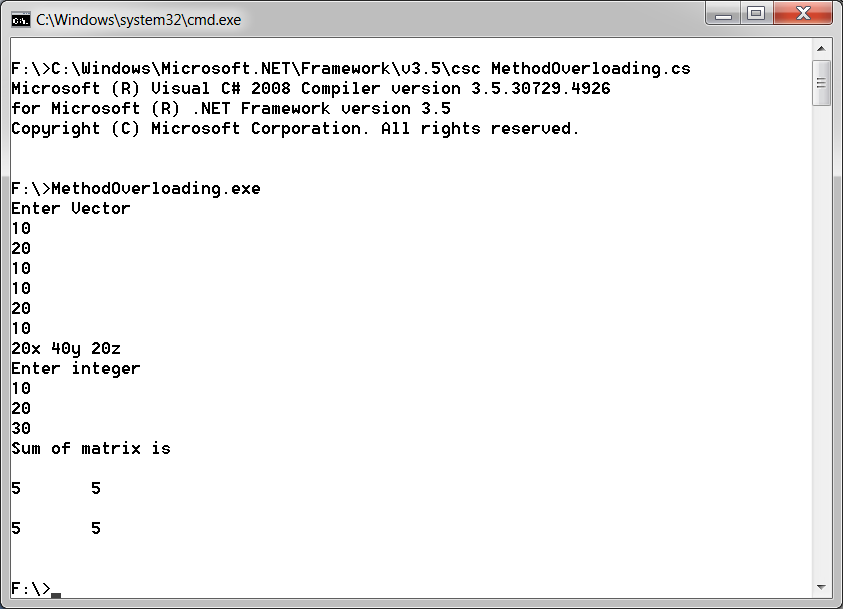 C:\Windows\system32\cmd.exe
F:\>C:\Windows\Microsoft.NET\Framework\v3.5\csc MethodOverloading.cs
Microsoft (R) Visual C# 2008 Compiler version 3.5.30729.4926
for Microsoft (R) .NET Framework version 3.5
Copyright (C) Microsoft Corporation. All rights reserved.
F:\>MethodOverloading.exe
Enter Vector
10
20
10
10
20
10
20x 40y 20z
Enter integer
10
20
30
Sum of matrix is
5 5
5 5
F:\>_